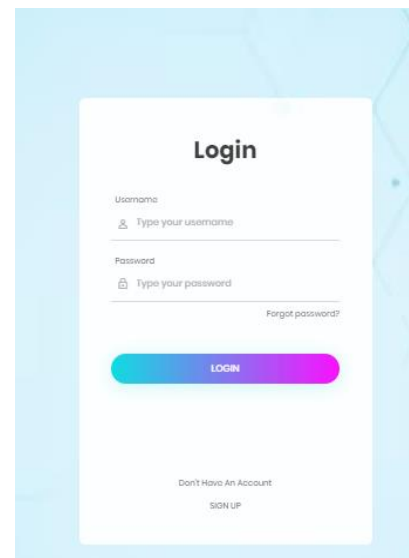 Login
Username
Type your username
Password
Type your password
Forgot password?
LOGIN
Don't Have An Account
SIGN UP